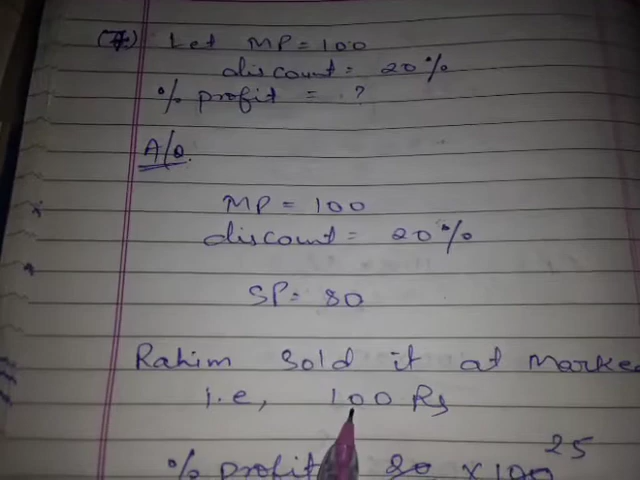 (7.) Let MP = 100
discount = 20%
% profit = ?
A/Q.
MP = 100
discount = 20%
SP = 80
Rahim sold it at Marke
i.e, 100 Rs
25
% profit 20 × 100